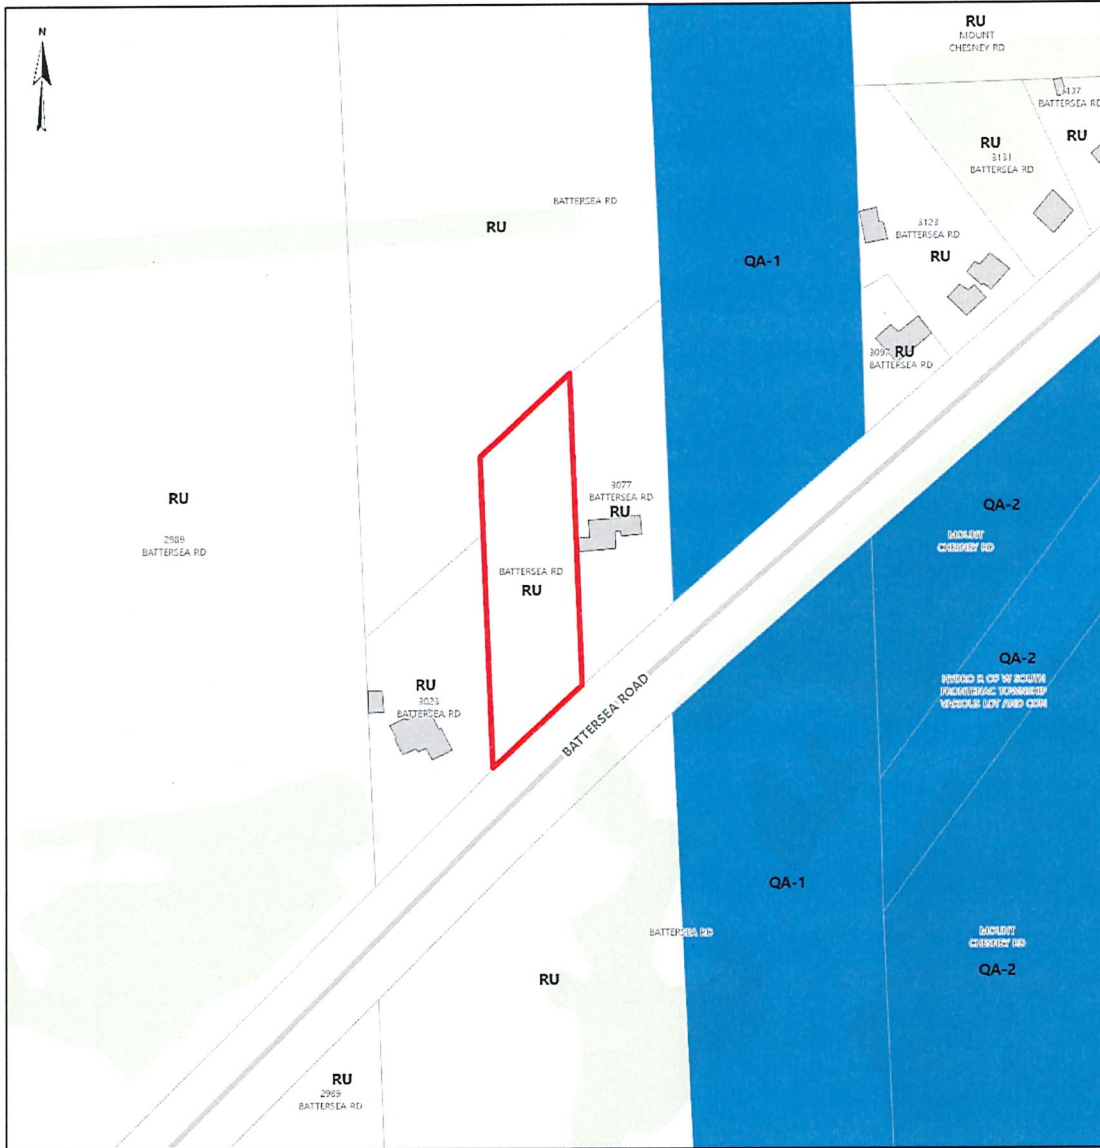 N
RU
MOUNT
CHESNEY RD
BATTERSEA RD
RU
3131
BATTERSEA RD
RU
BATTERSEA RD
RU
3123
BATTERSEA RD
RU
QA-1
3097 RU
BATTERSEA RD
RU
2989
BATTERSEA RD
3077
BATTERSEA RD
RU
QA-2
MOUNT
CHESNEY RD
BATTERSEA RD
RU
QA-2
HYDRO R OF W SOUTH
FRONTENAC TOWNSHIP
VARIOUS LOT AND CON
RU
3023
BATTERSEA RD
BATTERSEA ROAD
QA-1
BATTERSEA RD
MOUNT
CHESNEY RD
QA-2
RU
RU
2989
BATTERSEA RD